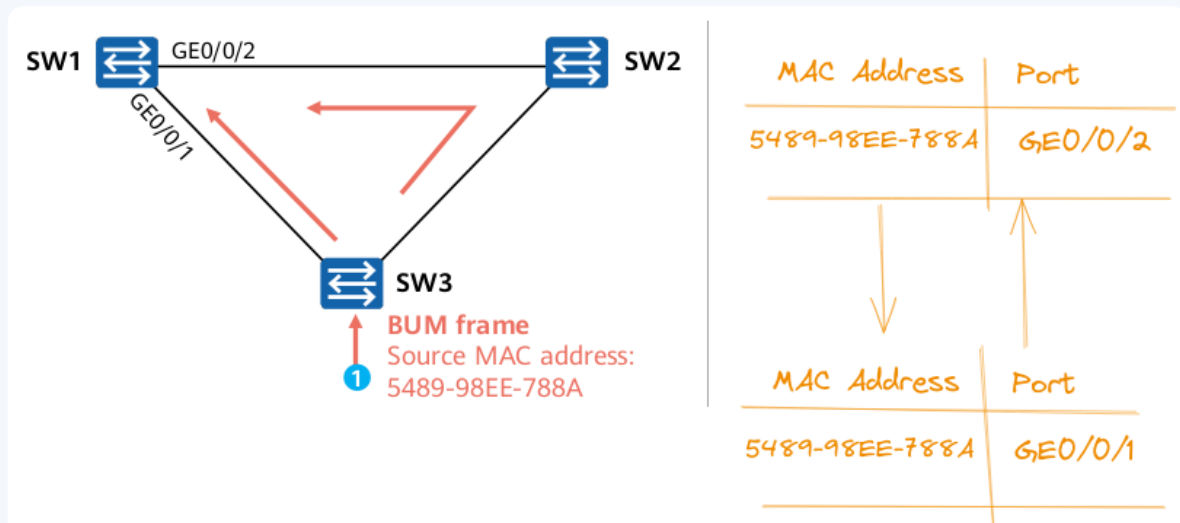 SW1
GE0/0/2
SW2
GE0/0/1
SW3
BUM frame
Source MAC address:
1
5489-98EE-788A
MAC Address Port
5489-98EE-788A GE0/0/2
MAC Address Port
5489-98EE-788A GE0/0/1